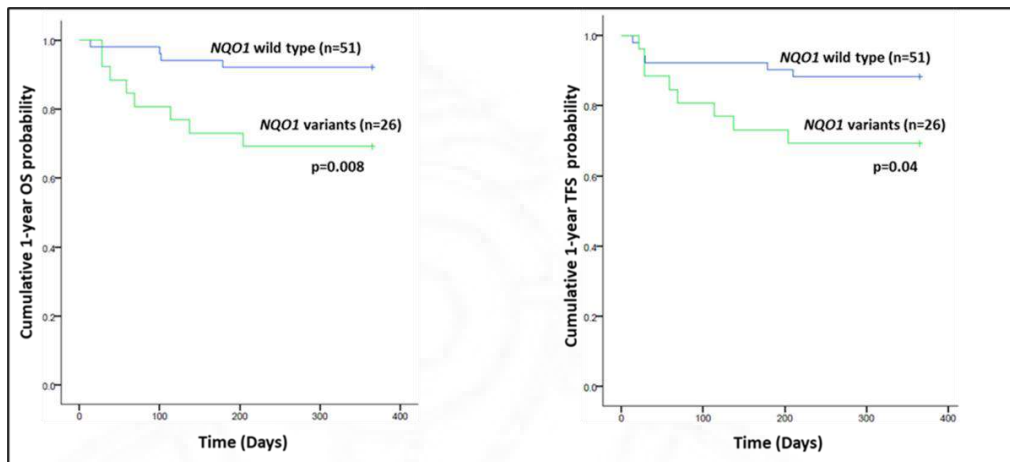 Cumulative 1-year OS probability
1.0
0.8
0.6
0.4
0.2
0.0
NQO1 wild type (n=51)
NQO1 variants (n=26)
p=0.008
0
100
200
300
400
Time (Days)
Cumulative 1-year TFS probability
1.0
0.8
0.6
0.4
0.2
0.0
NQO1 wild type (n=51)
NQO1 variants (n=26)
p=0.04
0
100
200
300
400
Time (Days)